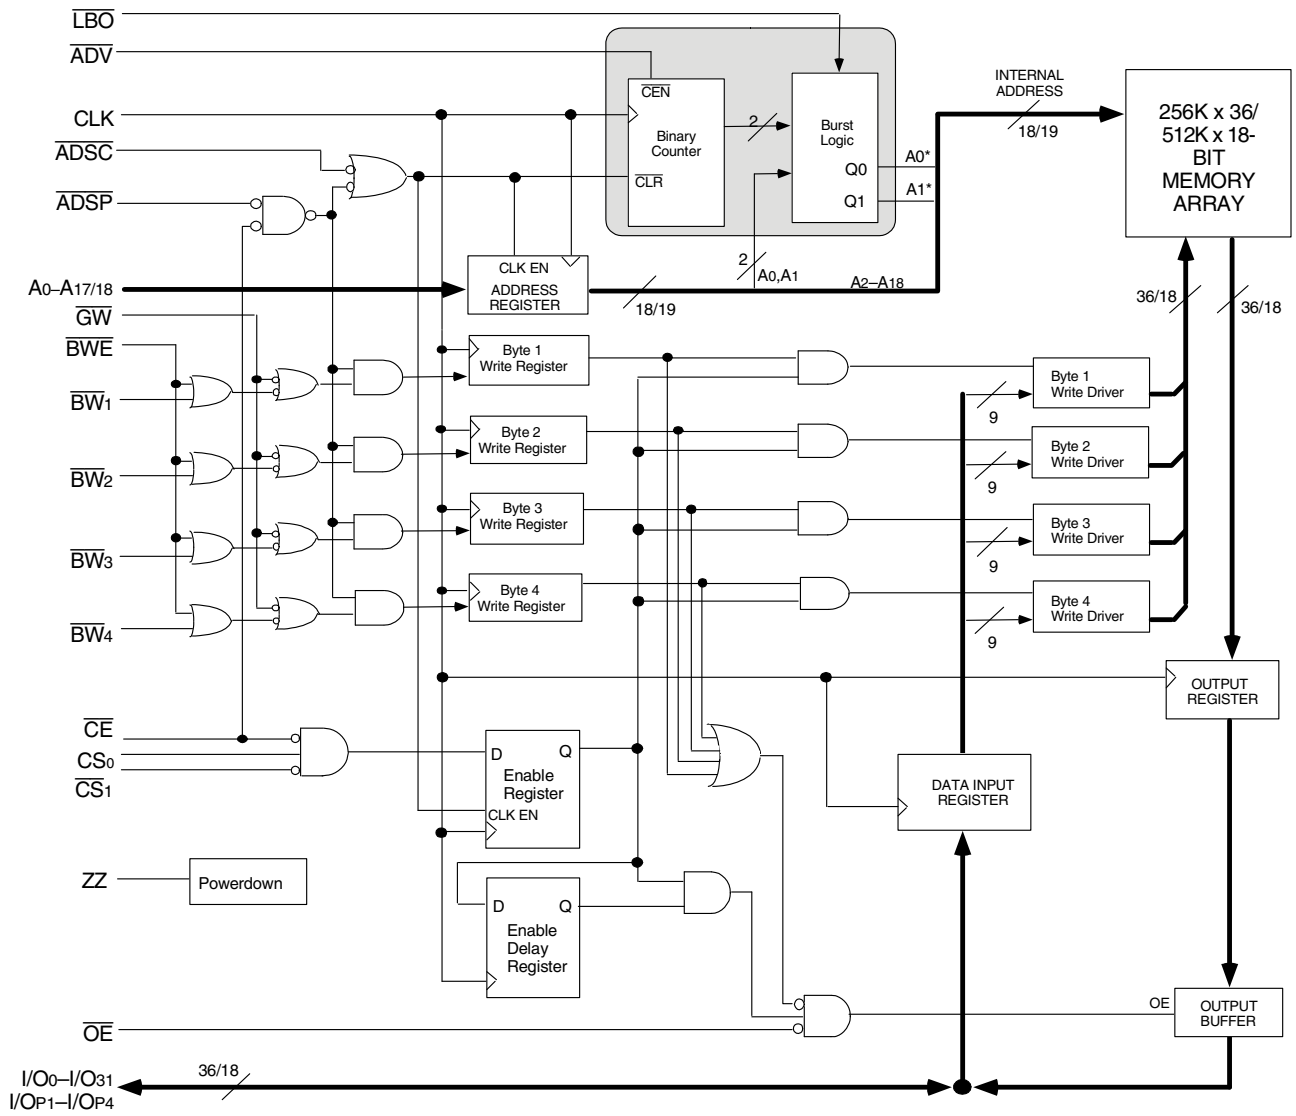 LBO
ADV
CLK
ADSC
ADSP
A0–A17/18
GW
BWE
BW1
BW2
BW3
BW4
CE
CS0
CS1
ZZ
OE
I/O0–I/O31
I/OP1–I/OP4
CEN
Binary
Counter
CLR
2
Burst
Logic
Q0
Q1
A0*
A1*
INTERNAL
ADDRESS
18/19
256K x 36/
512K x 18-
BIT
MEMORY
ARRAY
CLK EN
ADDRESS
REGISTER
18/19
2
A0,A1
A2–A18
36/18
36/18
Byte 1
Write Register
Byte 2
Write Register
Byte 3
Write Register
Byte 4
Write Register
Byte 1
Write Driver
Byte 2
Write Driver
Byte 3
Write Driver
Byte 4
Write Driver
9
9
9
9
OUTPUT
REGISTER
D
Q
Enable
Register
CLK EN
DATA INPUT
REGISTER
Powerdown
D
Q
Enable
Delay
Register
OE
OUTPUT
BUFFER
36/18